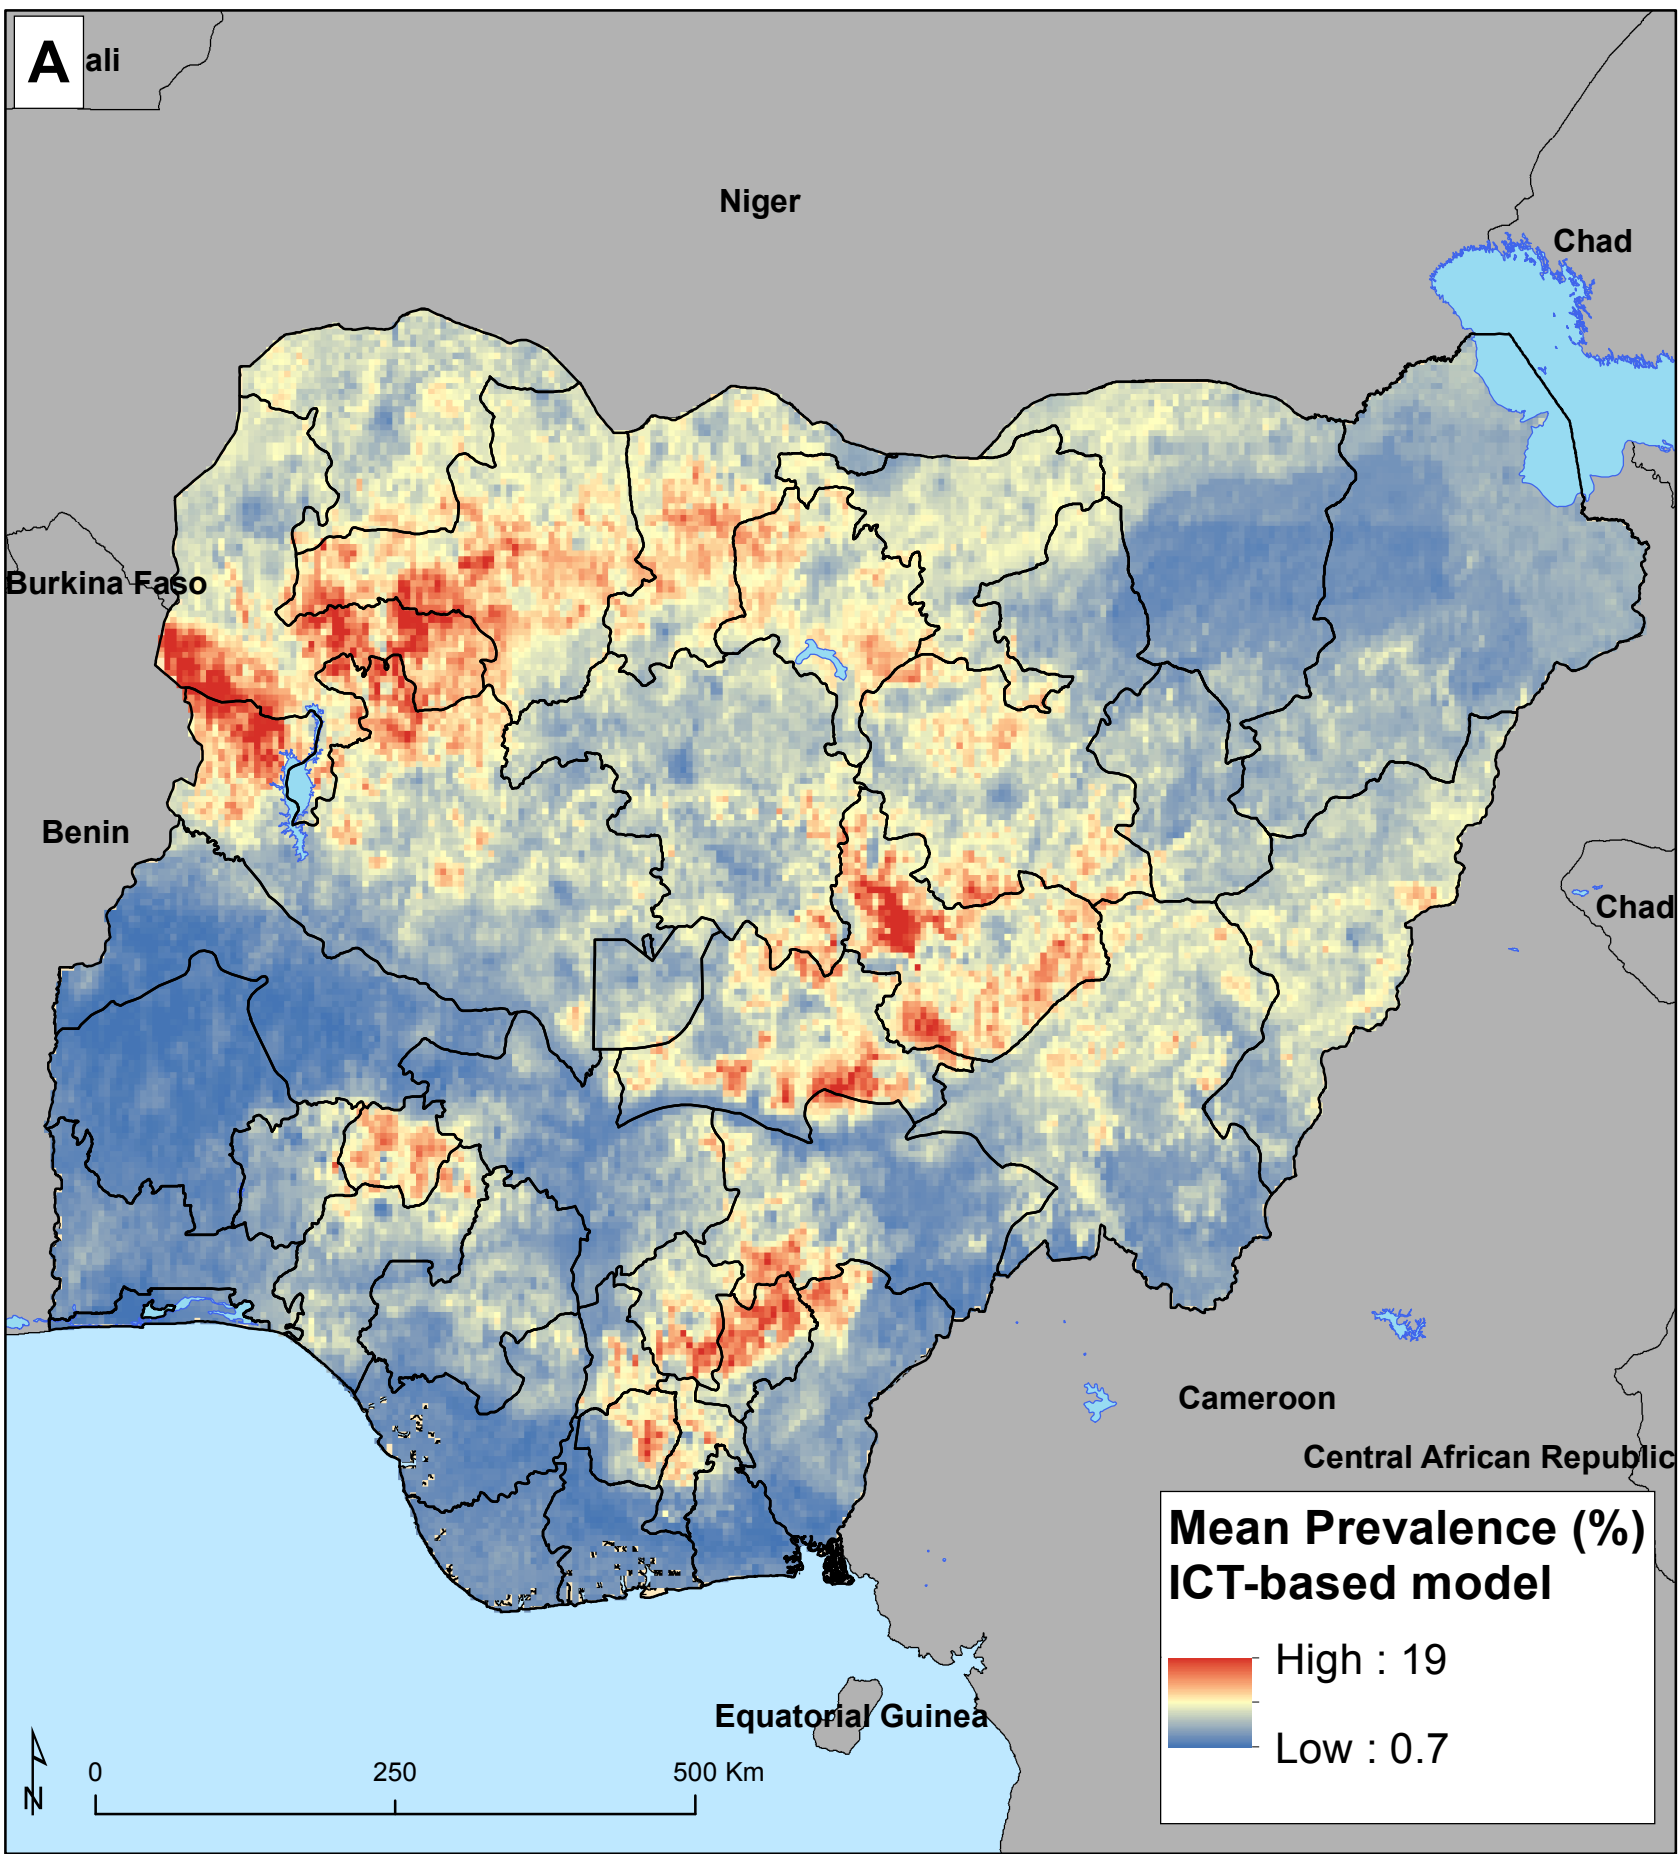 A
ali
Niger
Chad
Burkina Faso
Benin
Chad
Cameroon
Central African Republic
Mean Prevalence (%)
ICT-based model
High : 19
Low : 0.7
Equatorial Guinea
0 250 500 Km
N